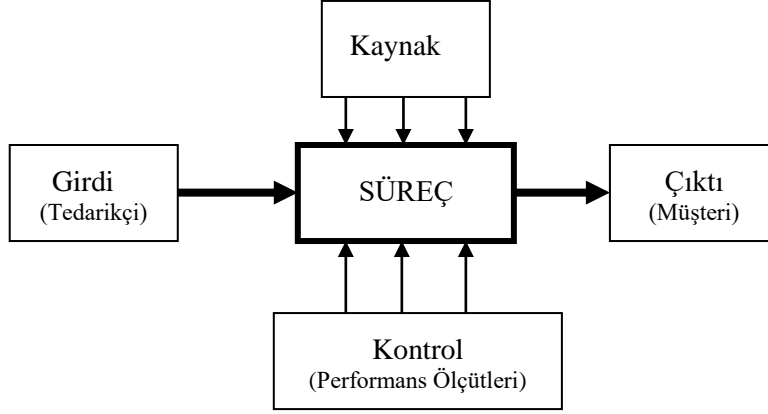 Kaynak
Girdi
(Tedarikçi)
SÜREÇ
Çıktı
(Müşteri)
Kontrol
(Performans Ölçütleri)